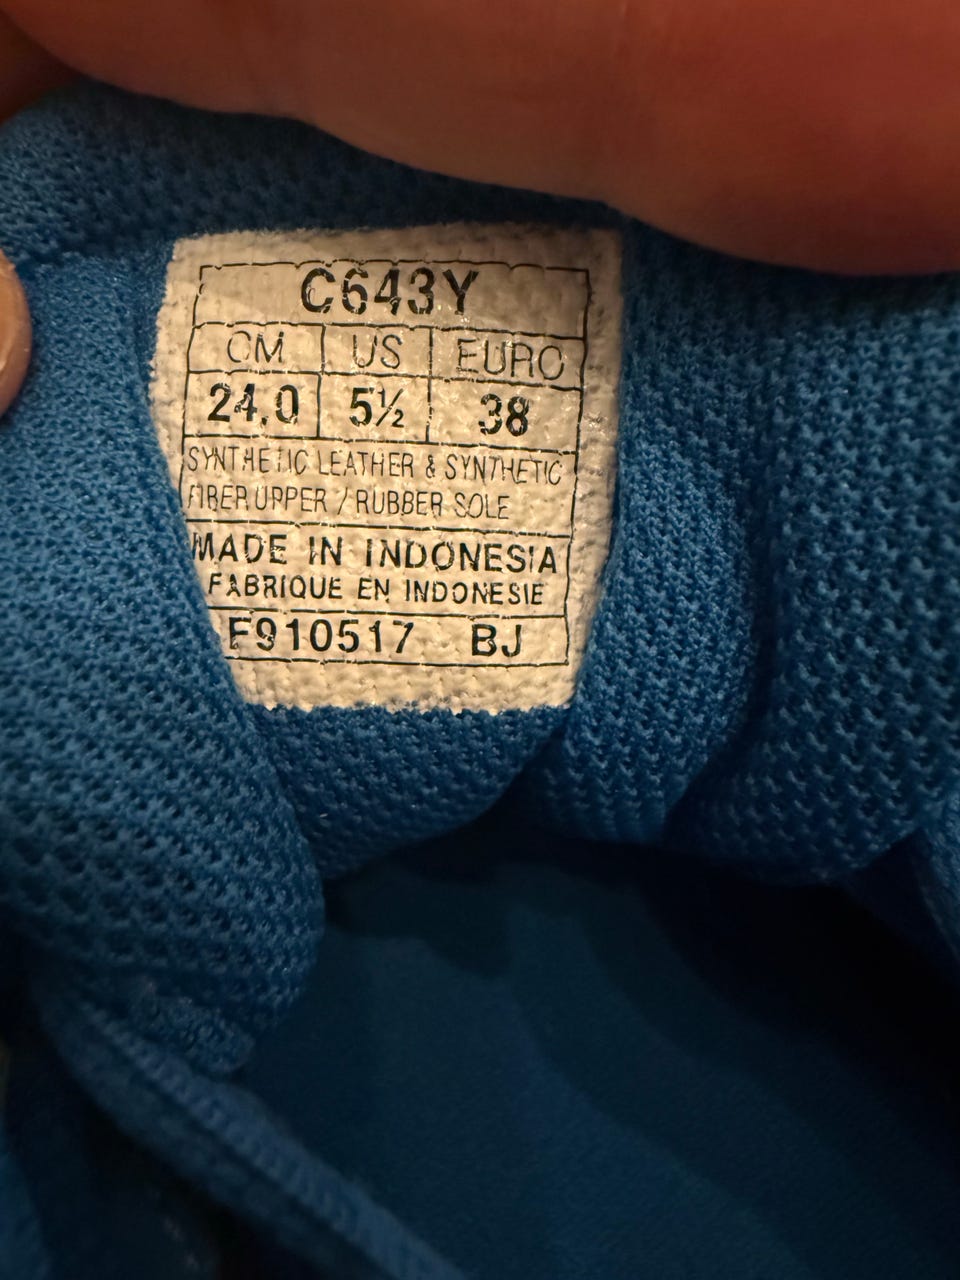 C643Y
CM US EURO
24.0 5½ 38
SYNTHETIC LEATHER & SYNTHETIC
FIBER UPPER / RUBBER SOLE
MADE IN INDONESIA
FABRIQUE EN INDONESIE
F910517 BJ